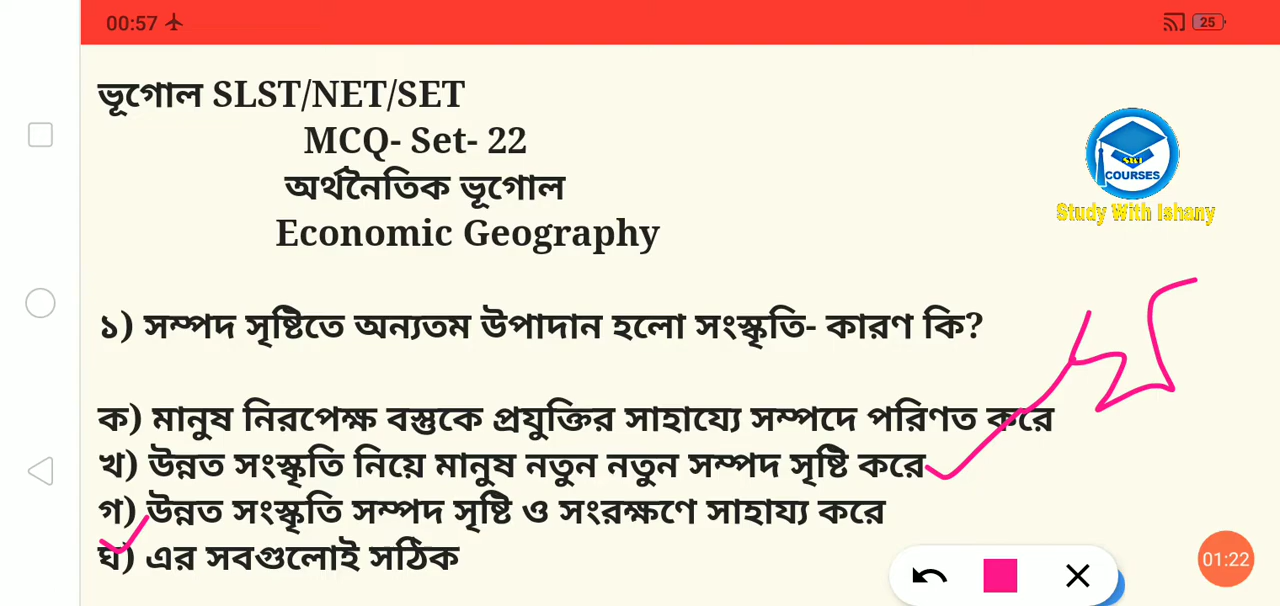 00:57
25
ভূগোল SLST/NET/SET
MCQ- Set- 22
অর্থনৈতিক ভূগোল
Economic Geography
COURSES
Study With Ishany
১) সম্পদ সৃষ্টিতে অন্যতম উপাদান হলো সংস্কৃতি- কারণ কি?
ক) মানুষ নিরপেক্ষ বস্তুকে প্রযুক্তির সাহায্যে সম্পদে পরিণত করে
খ) উন্নত সংস্কৃতি নিয়ে মানুষ নতুন নতুন সম্পদ সৃষ্টি করে
গ) উন্নত সংস্কৃতি সম্পদ সৃষ্টি ও সংরক্ষণে সাহায্য করে
ঘ) এর সবগুলোই সঠিক
01:22